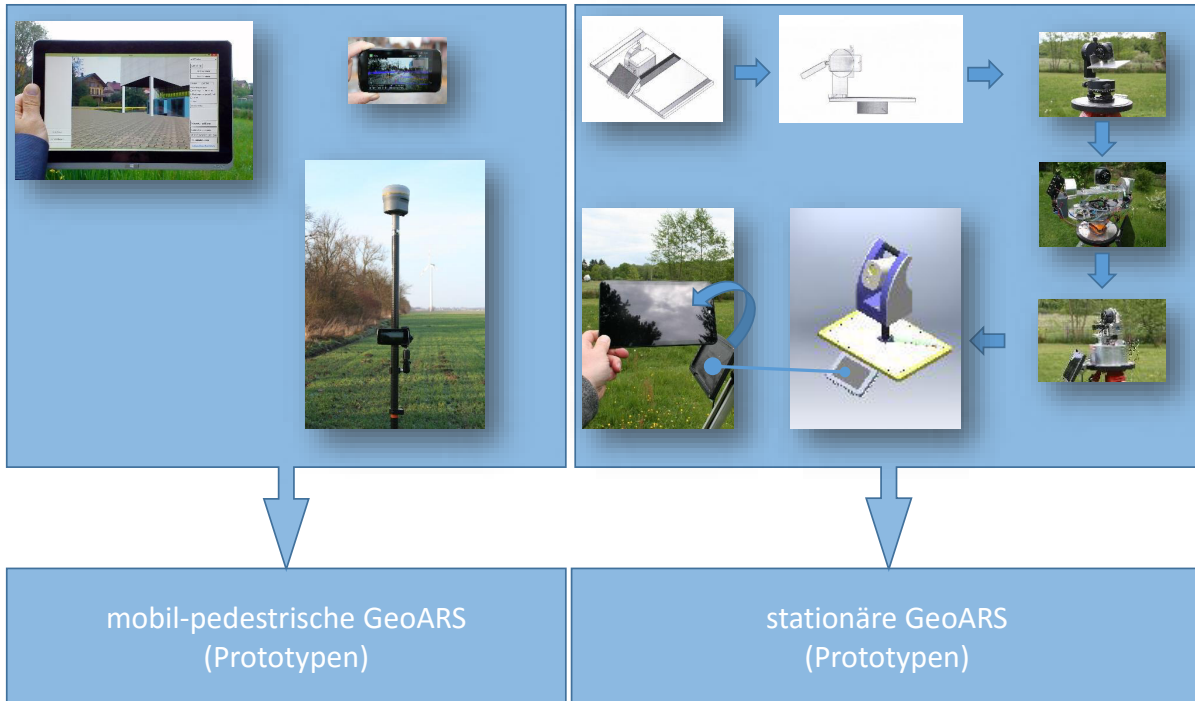 mobil-pedestrische GeoARS
(Prototypen)
stationäre GeoARS
(Prototypen)